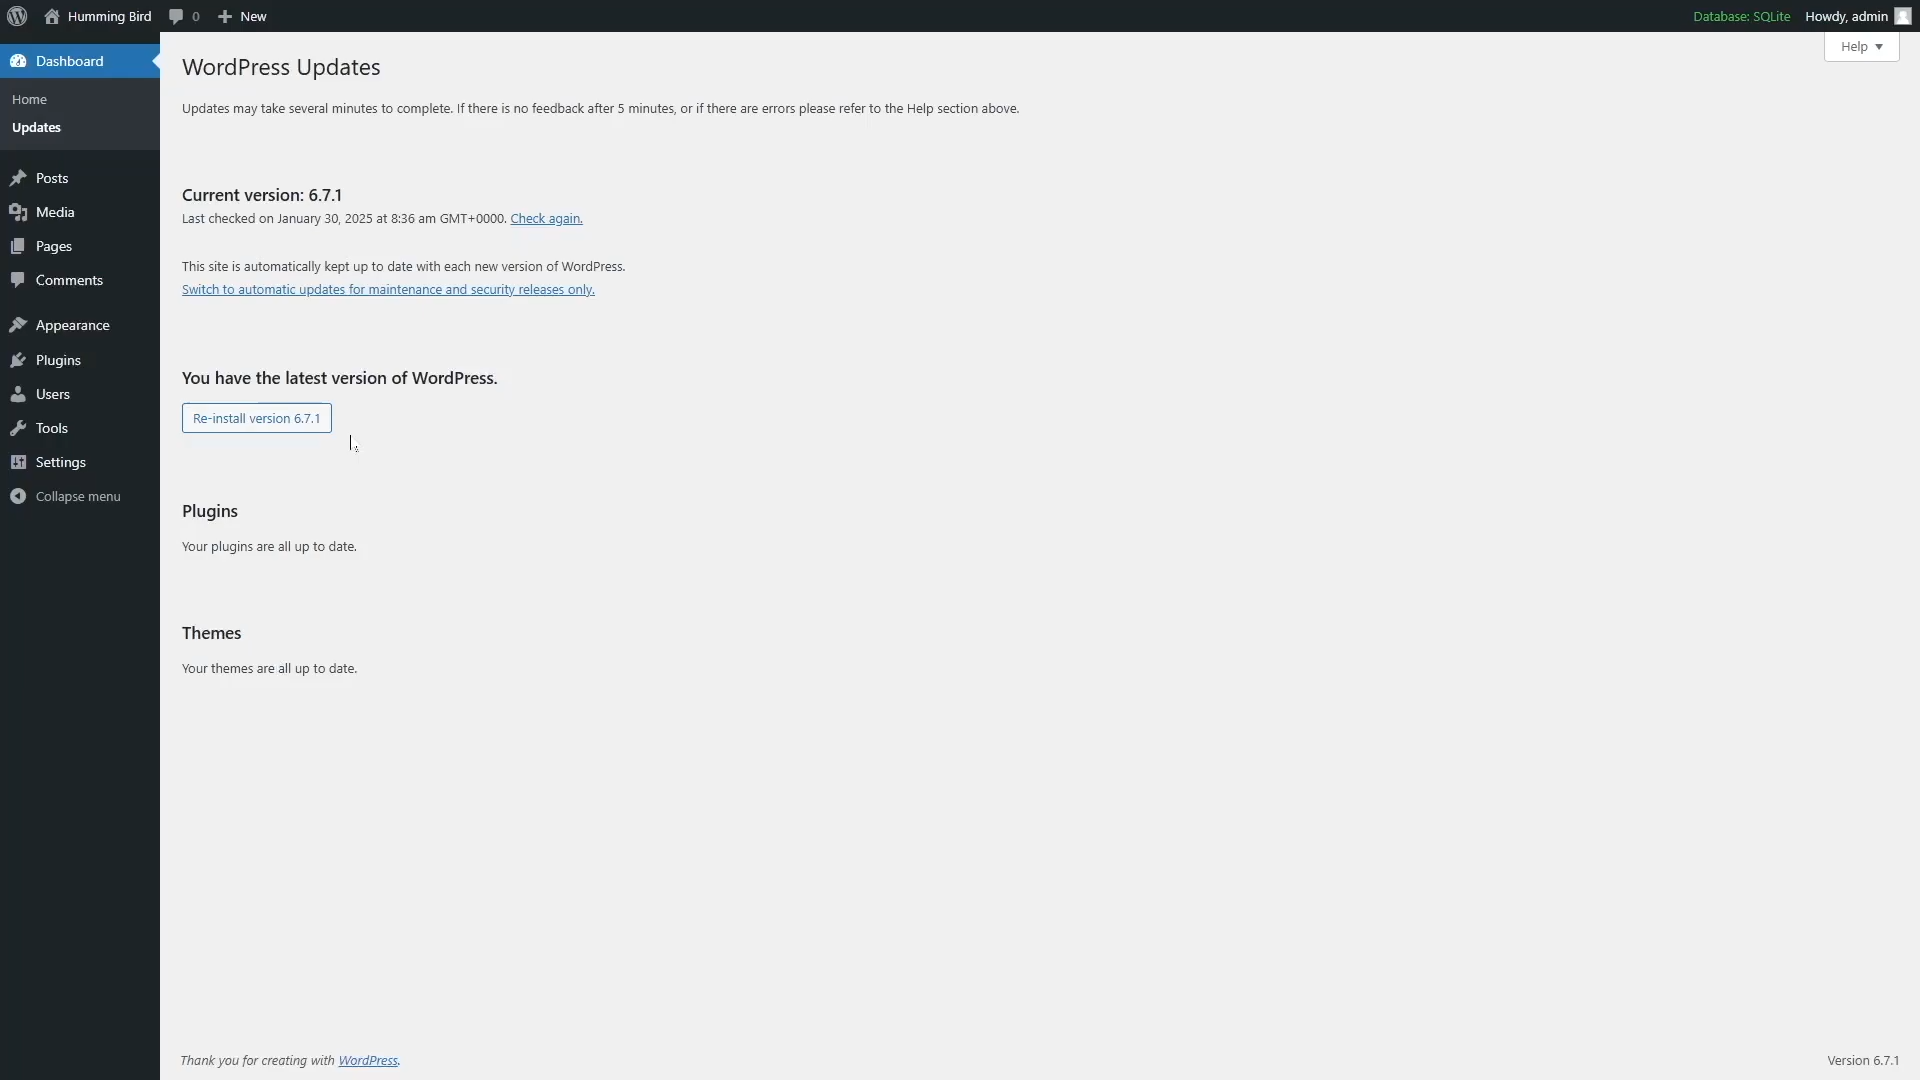 Humming Bird
0
New
Database: SQLite
Howdy, admin
Help
Dashboard
Home
Updates
Posts
Media
Pages
Comments
Appearance
Plugins
Users
Tools
Settings
Collapse menu
WordPress Updates
Updates may take several minutes to complete. If there is no feedback after 5 minutes, or if there are errors please refer to the Help section above.
Current version: 6.7.1
Last checked on January 30, 2025 at 8:36 am GMT+0000. Check again.
This site is automatically kept up to date with each new version of WordPress.
Switch to automatic updates for maintenance and security releases only.
You have the latest version of WordPress.
Re-install version 6.7.1
Plugins
Your plugins are all up to date.
Themes
Your themes are all up to date.
Thank you for creating with WordPress.
Version 6.7.1